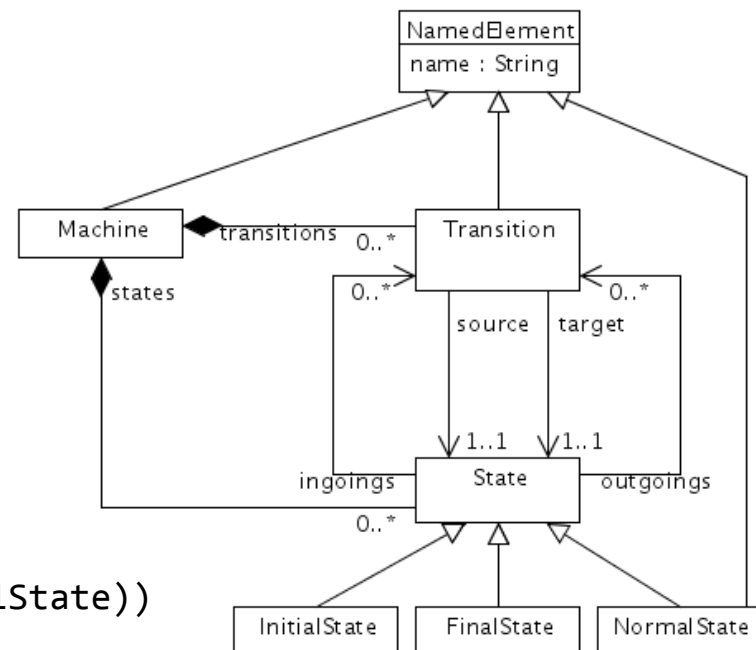 NamedElement
name : String
Machine
transitions
0..*
Transition
states
0..*
0..*
source
target
1..1
1..1
ingoings
State
outgoings
0..*
State))
InitialState
FinalState
NormalState